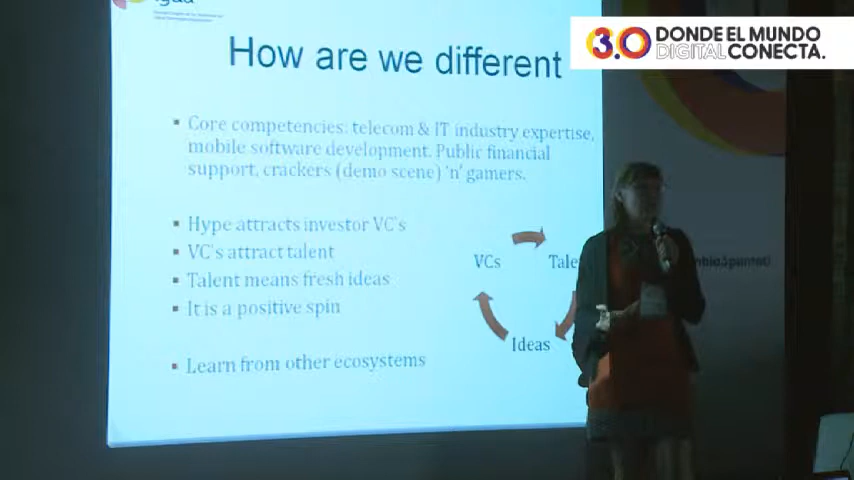 3.0 DONDE EL MUNDO
DIGITAL CONECTA.
How are we different
▪ Core competencies: telecom & IT industry expertise,
mobile software development. Public financial
support, crackers (demo scene) 'n' gamers.
▪ Hype attracts investor VC's
▪ VC's attract talent
▪ Talent means fresh ideas
▪ It is a positive spin
VCs
Tale
Ideas
▪ Learn from other ecosystems